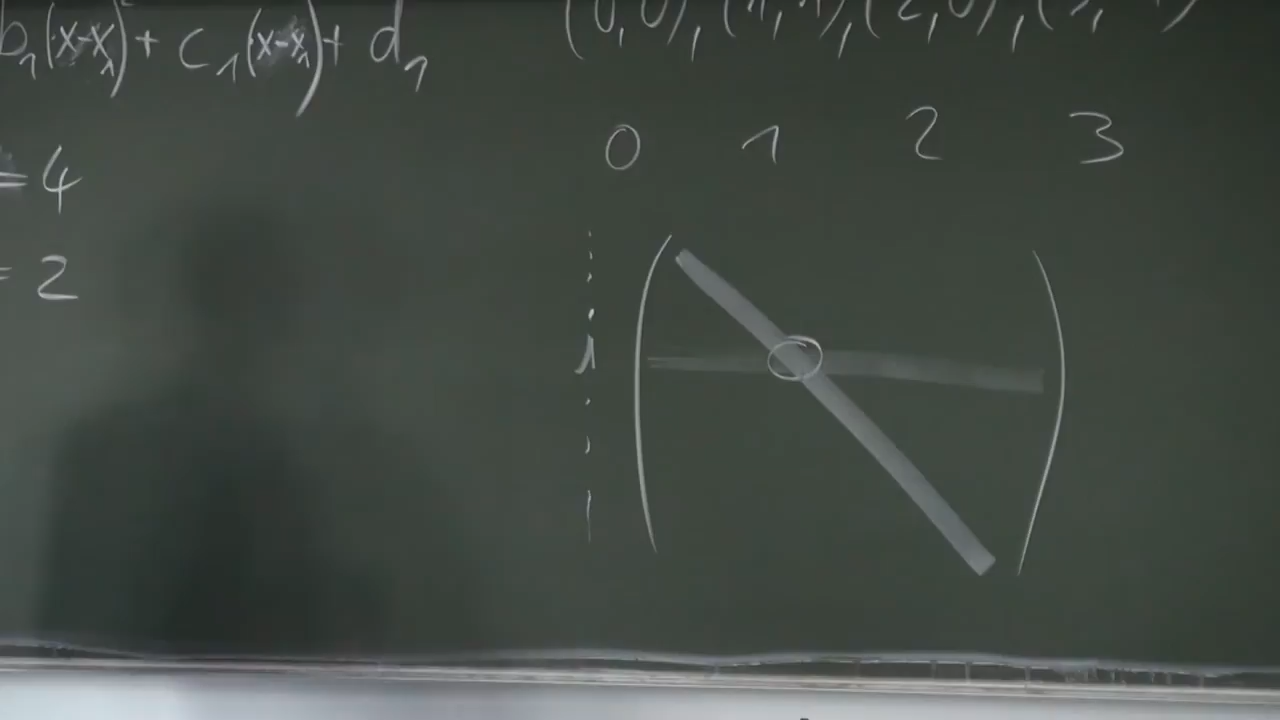 b₁(x-x₁)²+ c₁(x-x₁)+ d₁
(0,0),(1,1),(2,0),(3,
0 1 2 3
= 4
= 2
1